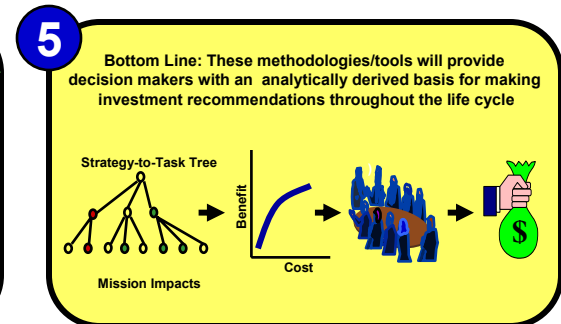 5
Bottom Line: These methodologies/tools will provide
decision makers with an analytically derived basis for making
investment recommendations throughout the life cycle
Strategy-to-Task Tree
Mission Impacts
Benefit
Cost
$